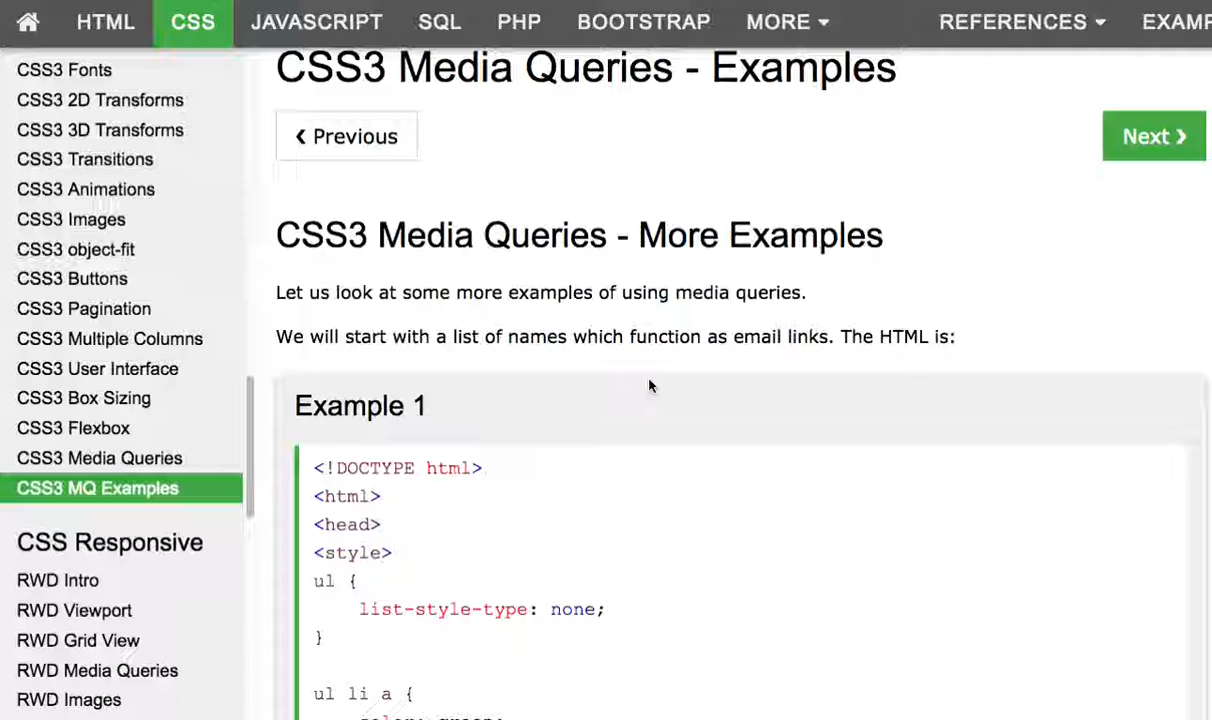 HTML CSS JAVASCRIPT SQL PHP BOOTSTRAP MORE REFERENCES
CSS3 Fonts
CSS3 2D Transforms
CSS3 3D Transforms
CSS3 Transitions
CSS3 Animations
CSS3 Images
CSS3 object-fit
CSS3 Buttons
CSS3 Pagination
CSS3 Multiple Columns
CSS3 User Interface
CSS3 Box Sizing
CSS3 Flexbox
CSS3 Media Queries
CSS3 MQ Examples
CSS Responsive
RWD Intro
RWD Viewport
RWD Grid View
RWD Media Queries
RWD Images
CSS3 Media Queries - Examples
❮ Previous
Next ❯
CSS3 Media Queries - More Examples
Let us look at some more examples of using media queries.
We will start with a list of names which function as email links. The HTML is:
Example 1
<!DOCTYPE html>
<html>
<head>
<style>
ul {
list-style-type: none;
}
ul li a {